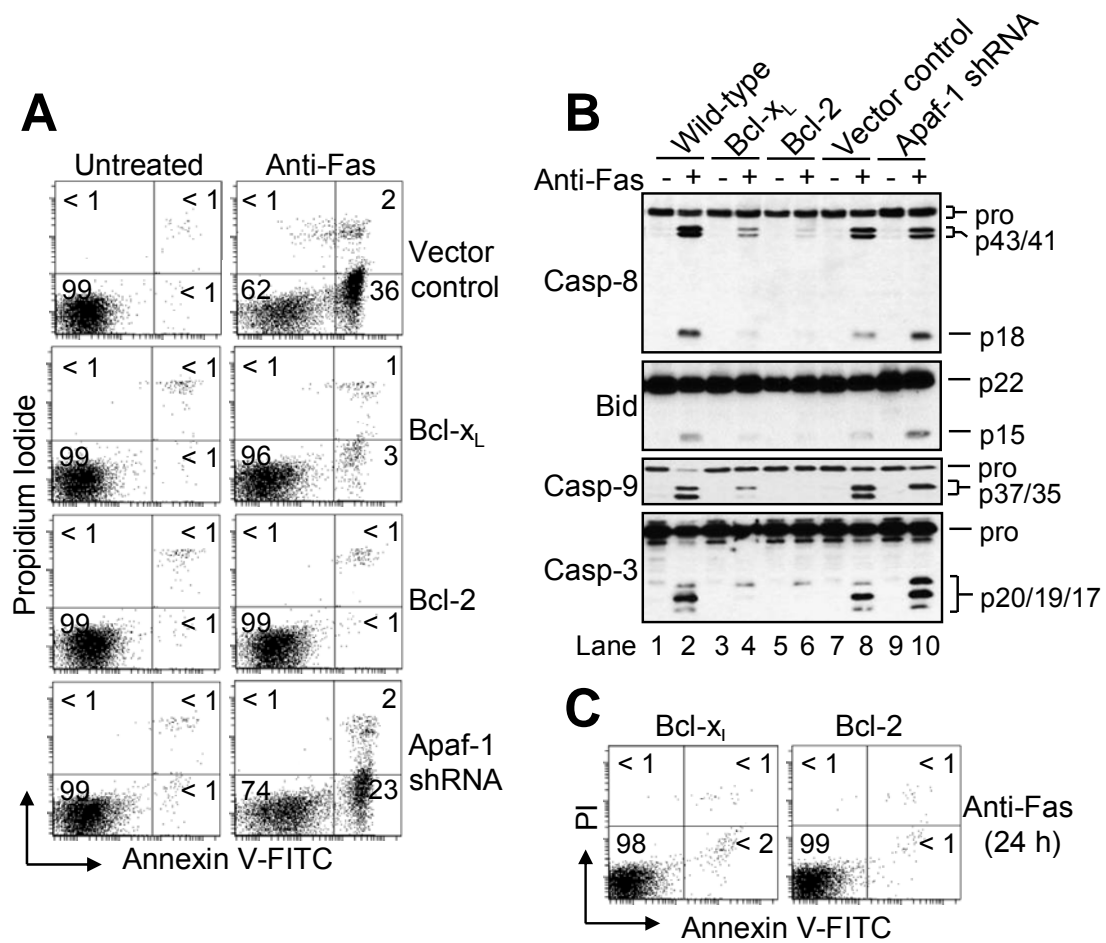 A
Untreated
Anti-Fas
< 1
< 1
99
< 1
< 1
2
62
36
Vector
control
< 1
< 1
99
< 1
< 1
1
96
3
Bcl-xL
< 1
< 1
99
< 1
< 1
< 1
99
< 1
Bcl-2
< 1
< 1
99
< 1
< 1
2
74
23
Apaf-1
shRNA
Propidium Iodide
Annexin V-FITC
B
Wild-type
Bcl-xL
Bcl-2
Vector control
Apaf-1 shRNA
Anti-Fas - + - + - + - + - +
Casp-8
pro
p43/41
p18
Bid
p22
p15
Casp-9
pro
p37/35
Casp-3
pro
p20/19/17
Lane 1 2 3 4 5 6 7 8 9 10
C
Bcl-xl
Bcl-2
< 1
< 1
98
< 2
< 1
< 1
99
< 1
Anti-Fas
(24 h)
PI
Annexin V-FITC